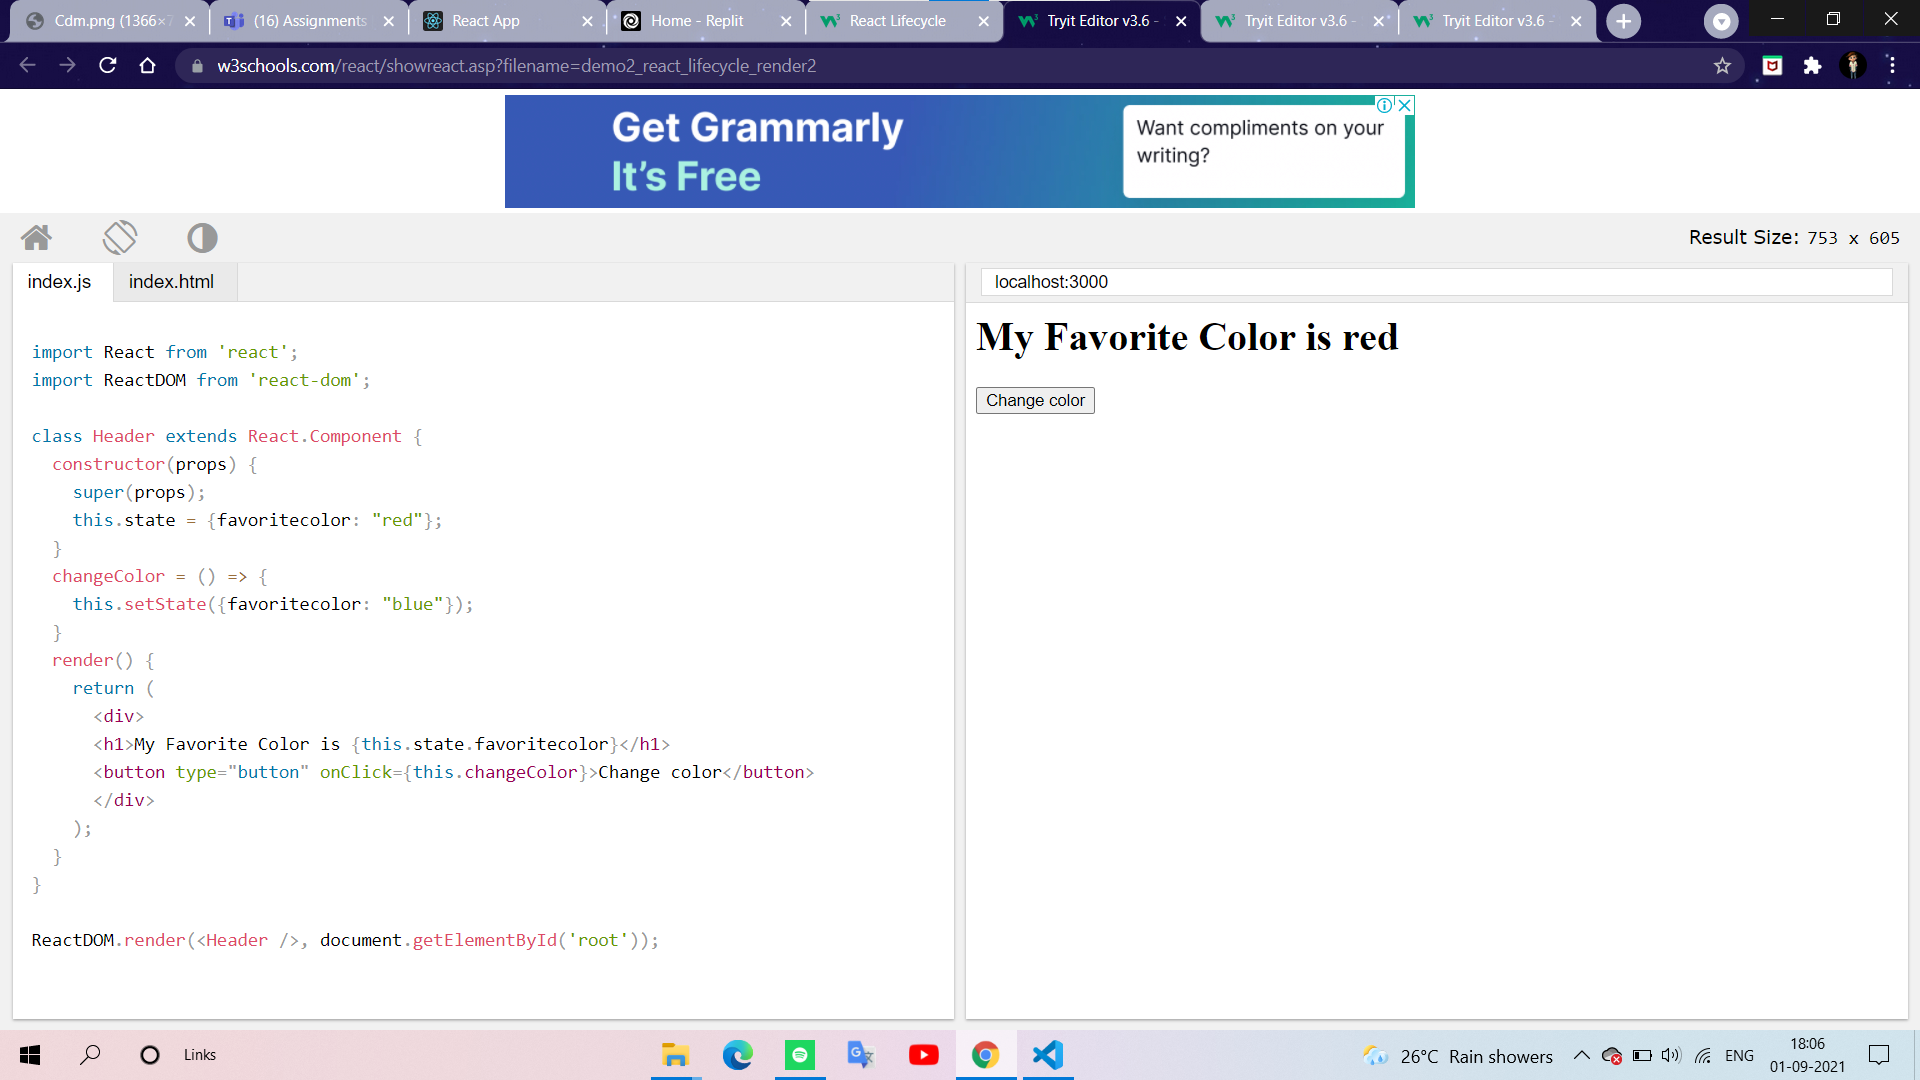 Cdm.png (1366×7
(16) Assignments
React App
Home - Replit
React Lifecycle
Tryit Editor v3.6 -
Tryit Editor v3.6 -
Tryit Editor v3.6 -
w3schools.com/react/showreact.asp?filename=demo2_react_lifecycle_render2
Get Grammarly
It's Free
Want compliments on your
writing?
Result Size: 753 x 605
index.js
index.html
localhost:3000
import React from 'react';
import ReactDOM from 'react-dom';
class Header extends React.Component {
constructor(props) {
super(props);
this.state = {favoritecolor: "red"};
}
changeColor = () => {
this.setState({favoritecolor: "blue"});
}
render() {
return (
<div>
<h1>My Favorite Color is {this.state.favoritecolor}</h1>
<button type="button" onClick={this.changeColor}>Change color</button>
</div>
);
}
}
ReactDOM.render(<Header />, document.getElementById('root'));
My Favorite Color is red
Change color
Links
26°C Rain showers
ENG
18:06
01-09-2021